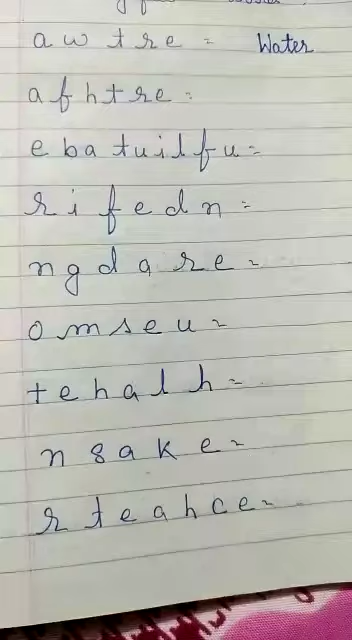 a w t r e = Water
a f h t r e =
e b a t u i l f u =
r i f e d n =
n g d a r e =
o m s e u =
t e h a l h =
n s a k e =
r t e a h c e =